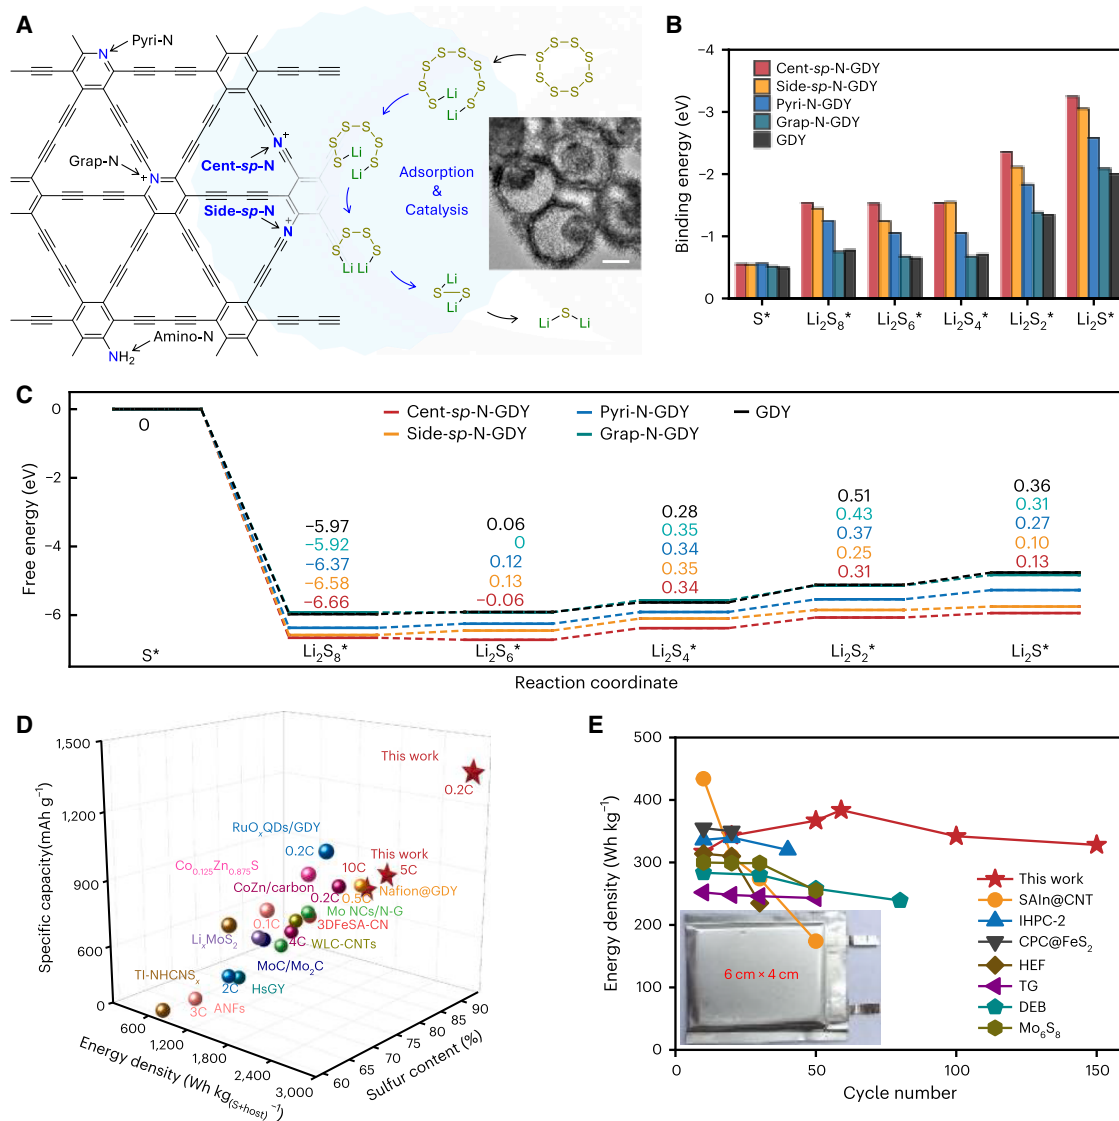 A
Pyri-N
Grap-N
Cent-sp-N
Side-sp-N
Amino-N
N
N
N
N
NH₂
+
+
+
S S S S S S S S
S S S S S S S S
Li
Li
S S S S S S
Li
Li
S S S S
Li Li
Li
S S
Li
S
Li Li
Adsorption
&
Catalysis
B
Binding energy (eV)
−4
−3
−2
−1
0
Cent-sp-N-GDY
Side-sp-N-GDY
Pyri-N-GDY
Grap-N-GDY
GDY
S* Li₂S₈* Li₂S₆* Li₂S₄* Li₂S₂* Li₂S*
C
Free energy (eV)
0
−2
−4
−6
Cent-sp-N-GDY Pyri-N-GDY GDY
Side-sp-N-GDY Grap-N-GDY
0
−5.97 0.06 0.28 0.51 0.36
−5.92 0 0.35 0.43 0.31
−6.37 0.12 0.34 0.37 0.27
−6.58 0.13 0.35 0.25 0.10
−6.66 −0.06 0.34 0.31 0.13
S* Li₂S₈* Li₂S₆* Li₂S₄* Li₂S₂* Li₂S*
Reaction coordinate
D
Specific capacity(mAh g⁻¹)
1,500
1,200
900
600
0
This work
0.2C
RuOₓQDs/GDY
0.2C
Co₀.₁₂₅Zn₀.₈₇₅S
10C
This work
5C
CoZn/carbon
0.2C
0.5C
Nafion@GDY
Mo NCs/N-G
0.1C
3DFeSA-CN
LiₓMoS₂
4C
WLC-CNTs
MoC/Mo₂C
TI-NHCNSₓ
2C
HsGY
3C
ANFs
600 1,200 1,800 2,400 3,000
60 65 70 75 80 85 90
Energy density (Wh kg₍S+host₎⁻¹)
Sulfur content (%)
E
Energy density (Wh kg⁻¹)
500
400
300
200
100
0
This work
SAIn@CNT
IHPC-2
CPC@FeS₂
HEF
TG
DEB
Mo₆S₈
6 cm × 4 cm
0 50 100 150
Cycle number